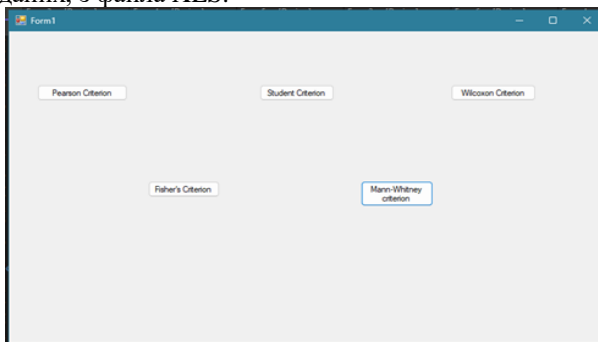 Form1
Pearson Criterion
Student Criterion
Wilcoxon Criterion
Fisher's Criterion
Mann-Whitney
criterion